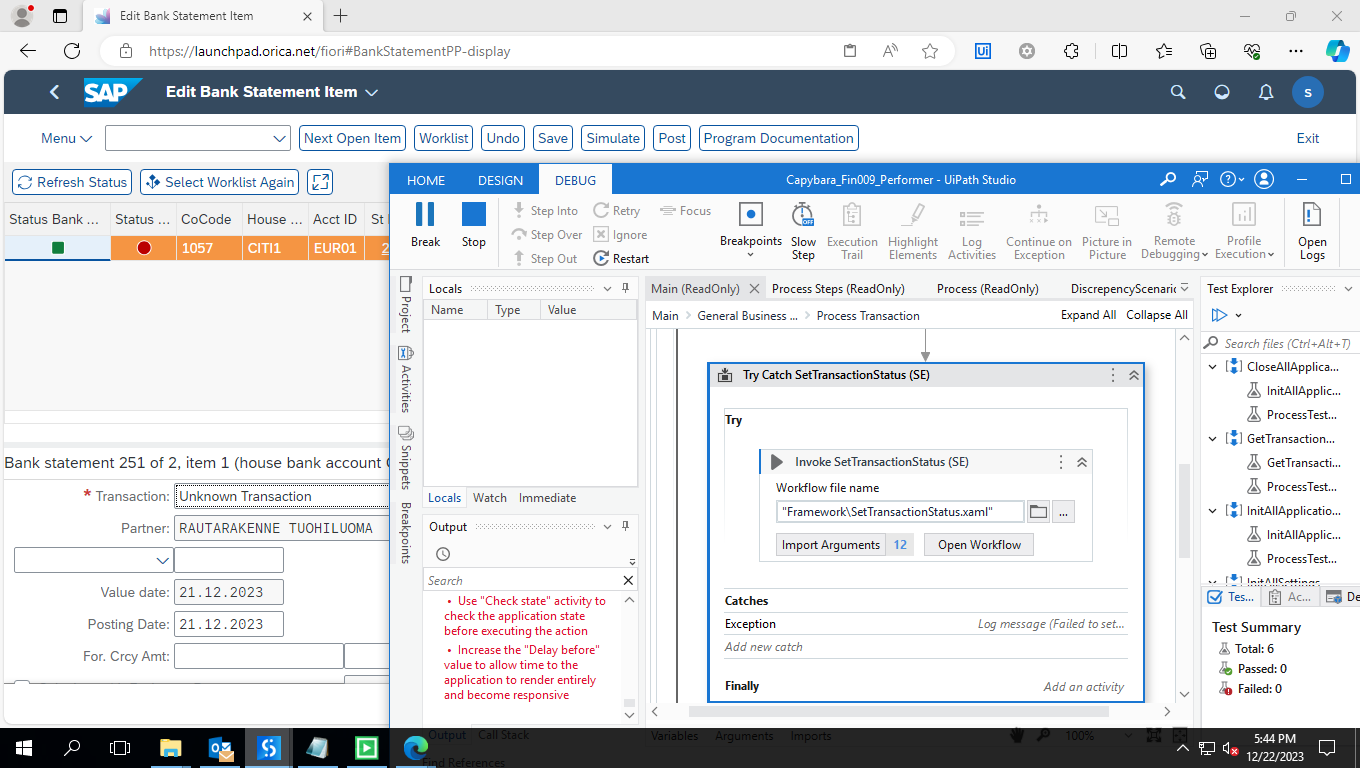 Edit Bank Statement Item
https://launchpad.orica.net/fiori#BankStatementPP-display
SAP
Edit Bank Statement Item
s
Menu
Next Open Item
Worklist
Undo
Save
Simulate
Post
Program Documentation
Exit
Refresh Status
Select Worklist Again
Status Bank ...
Status ...
CoCode
House ...
Acct ID
1057
CITI1
EUR01
Bank statement 251 of 2, item 1 (house bank account
* Transaction:
Unknown Transaction
Partner:
RAUTARAKENNE TUOHILUOMA
Value date:
21.12.2023
Posting Date:
21.12.2023
For. Crcy Amt:
HOME
DESIGN
DEBUG
Capybara_Fin009_Performer - UiPath Studio
Break
Stop
Step Into
Step Over
Step Out
Retry
Ignore
Restart
Focus
Breakpoints
Slow Step
Execution Trail
Highlight Elements
Log Activities
Continue on Exception
Picture in Picture
Remote Debugging
Profile Execution
Open Logs
Project
Activities
Snippets
Breakpoints
Locals
Name
Type
Value
Locals
Watch
Immediate
Output
Search
• Use "Check state" activity to
check the application state
before executing the action
• Increase the "Delay before"
value to allow time to the
application to render entirely
and become responsive
Output
Call Stack
Find References
Main (ReadOnly)
Process Steps (ReadOnly)
Process (ReadOnly)
DiscrepencyScenaric
Main
General Business ...
Process Transaction
Expand All
Collapse All
Try Catch SetTransactionStatus (SE)
Try
Invoke SetTransactionStatus (SE)
Workflow file name
"Framework\SetTransactionStatus.xaml"
...
Import Arguments
12
Open Workflow
Catches
Exception
Log message (Failed to set...
Add new catch
Finally
Add an activity
Variables
Arguments
Imports
100%
Test Explorer
Search files (Ctrl+Alt+T)
CloseAllApplica...
InitAllApplic...
ProcessTest...
GetTransaction...
GetTransacti...
ProcessTest...
InitAllApplicatio...
InitAllApplic...
ProcessTest...
InitAllSettings
Tes...
Ac...
De
Test Summary
Total: 6
Passed: 0
Failed: 0
5:44 PM
12/22/2023